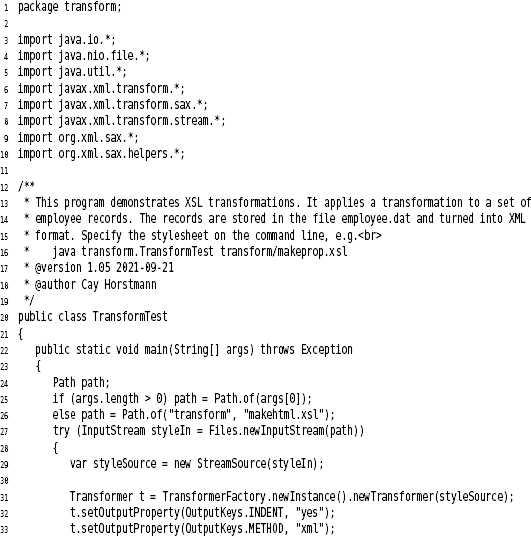 1 package transform;
2
3 import java.io.*;
4 import java.nio.file.*;
5 import java.util.*;
6 import javax.xml.transform.*;
7 import javax.xml.transform.sax.*;
8 import javax.xml.transform.stream.*;
9 import org.xml.sax.*;
10 import org.xml.sax.helpers.*;
11
12 /**
13  * This program demonstrates XSL transformations. It applies a transformation to a set of
14  * employee records. The records are stored in the file employee.dat and turned into XML
15  * format. Specify the stylesheet on the command line, e.g.<br>
16  *    java transform.TransformTest transform/makeprop.xsl
17  * @version 1.05 2021-09-21
18  * @author Cay Horstmann
19  */
20 public class TransformTest
21 {
22    public static void main(String[] args) throws Exception
23    {
24       Path path;
25       if (args.length > 0) path = Path.of(args[0]);
26       else path = Path.of("transform", "makehtml.xsl");
27       try (InputStream styleIn = Files.newInputStream(path))
28       {
29          var styleSource = new StreamSource(styleIn);
30
31          Transformer t = TransformerFactory.newInstance().newTransformer(styleSource);
32          t.setOutputProperty(OutputKeys.INDENT, "yes");
33          t.setOutputProperty(OutputKeys.METHOD, "xml");